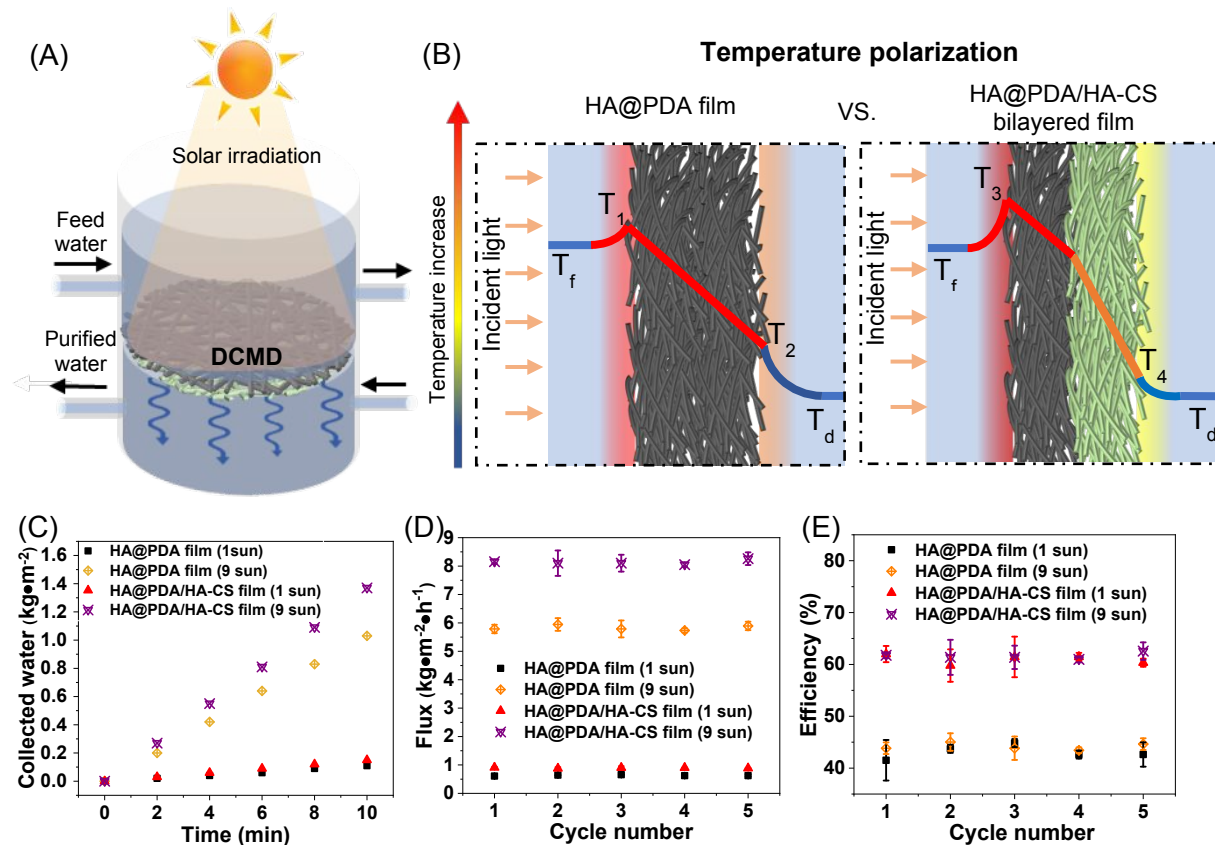 (A)
Solar irradiation
Feed
water
Purified
water
DCMD
(B)
Temperature polarization
HA@PDA film
VS.
HA@PDA/HA-CS
bilayered film
Temperature increase
Incident light
T1
Tf
T2
Td
Incident light
T3
Tf
T4
Td
(C)
HA@PDA film (1sun)
HA@PDA film (9 sun)
HA@PDA/HA-CS film (1 sun)
HA@PDA/HA-CS film (9 sun)
Collected water (kg•m-2)
1.6
1.4
1.2
1.0
0.8
0.6
0.4
0.2
0.0
0 2 4 6 8 10
Time (min)
(D)
Flux (kg•m-2•h-1)
9
8
7
6
5
4
3
2
1
0
HA@PDA film (1 sun)
HA@PDA film (9 sun)
HA@PDA/HA-CS film (1 sun)
HA@PDA/HA-CS film (9 sun)
1 2 3 4 5
Cycle number
(E)
Efficiency (%)
HA@PDA film (1 sun)
HA@PDA film (9 sun)
HA@PDA/HA-CS film (1 sun)
HA@PDA/HA-CS film (9 sun)
80
70
60
50
40
1 2 3 4 5
Cycle number